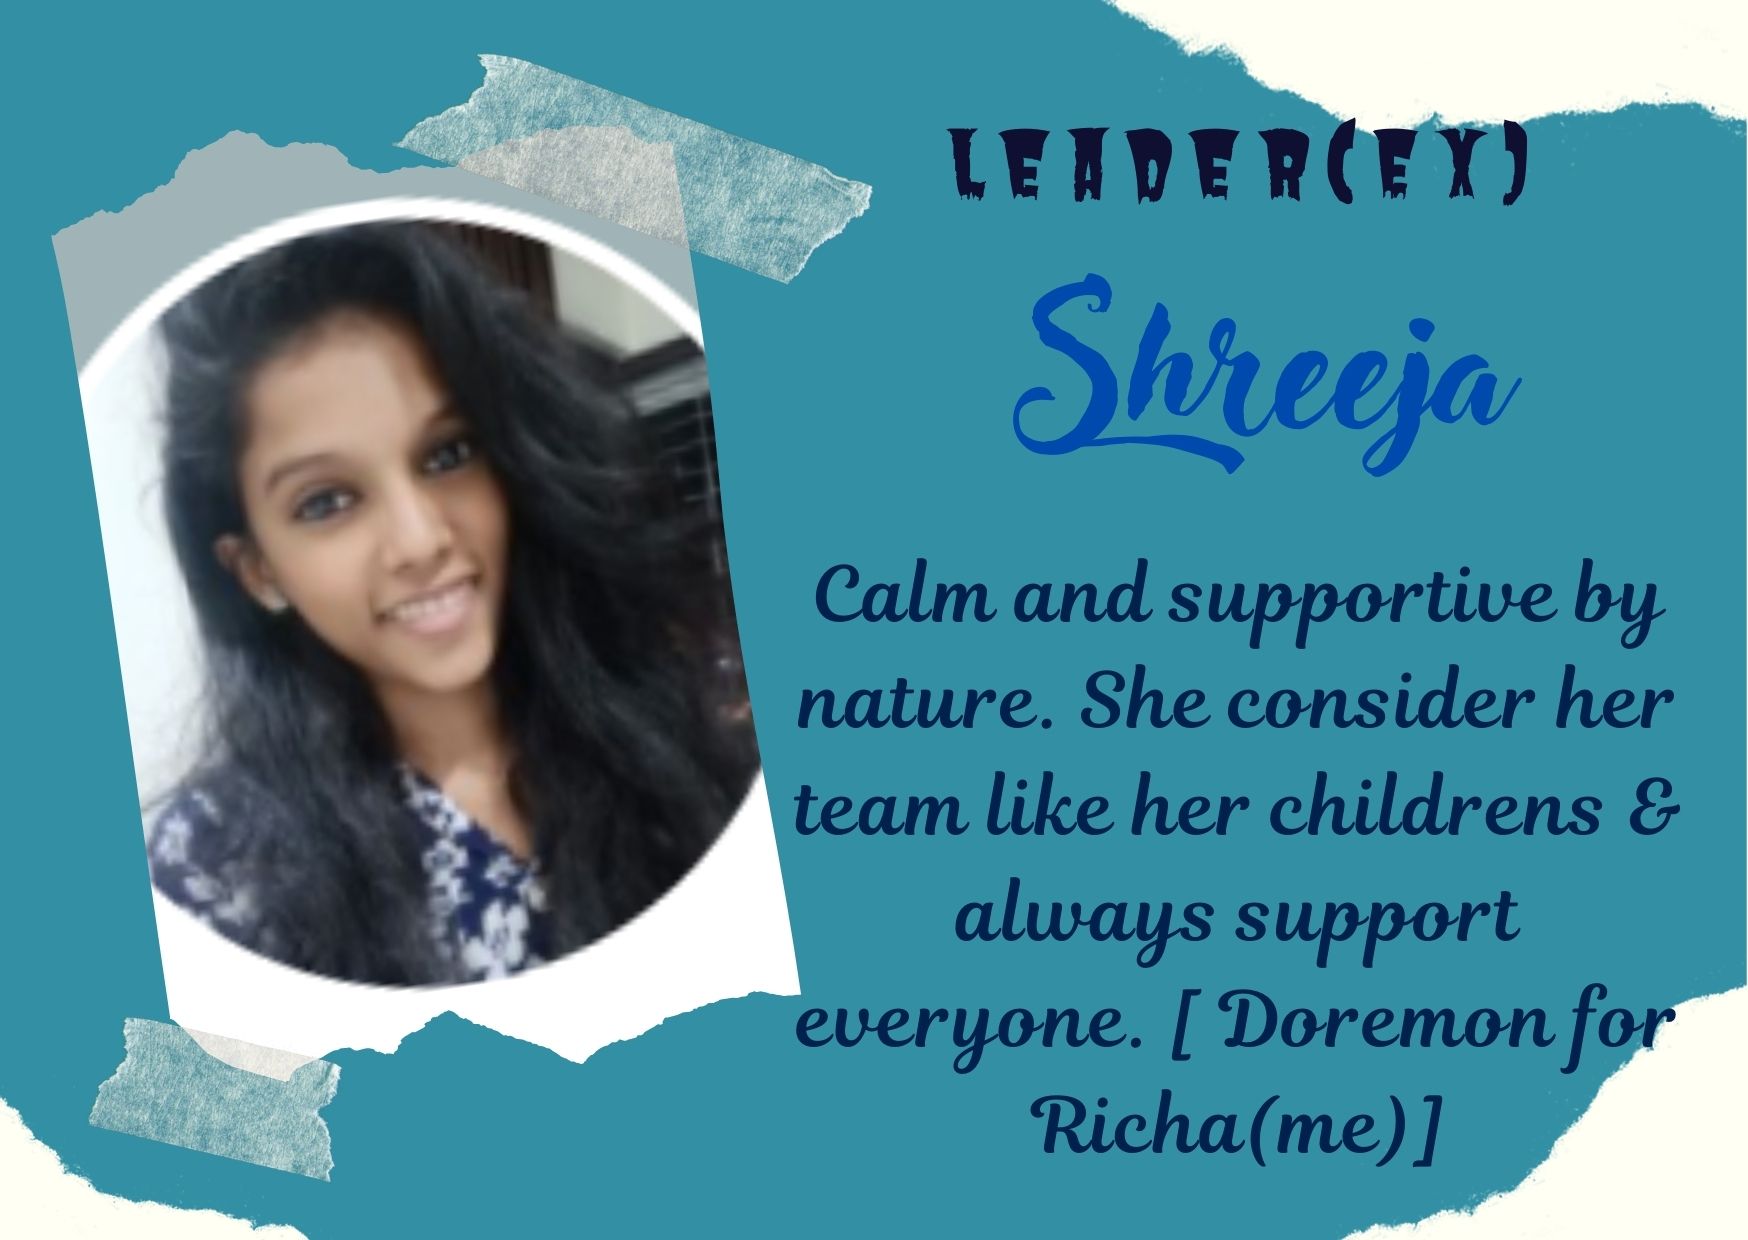 LEADER(EX)
Shreeja
Calm and supportive by
nature. She consider her
team like her childrens &
always support
everyone. [ Doremon for
Richa(me) ]